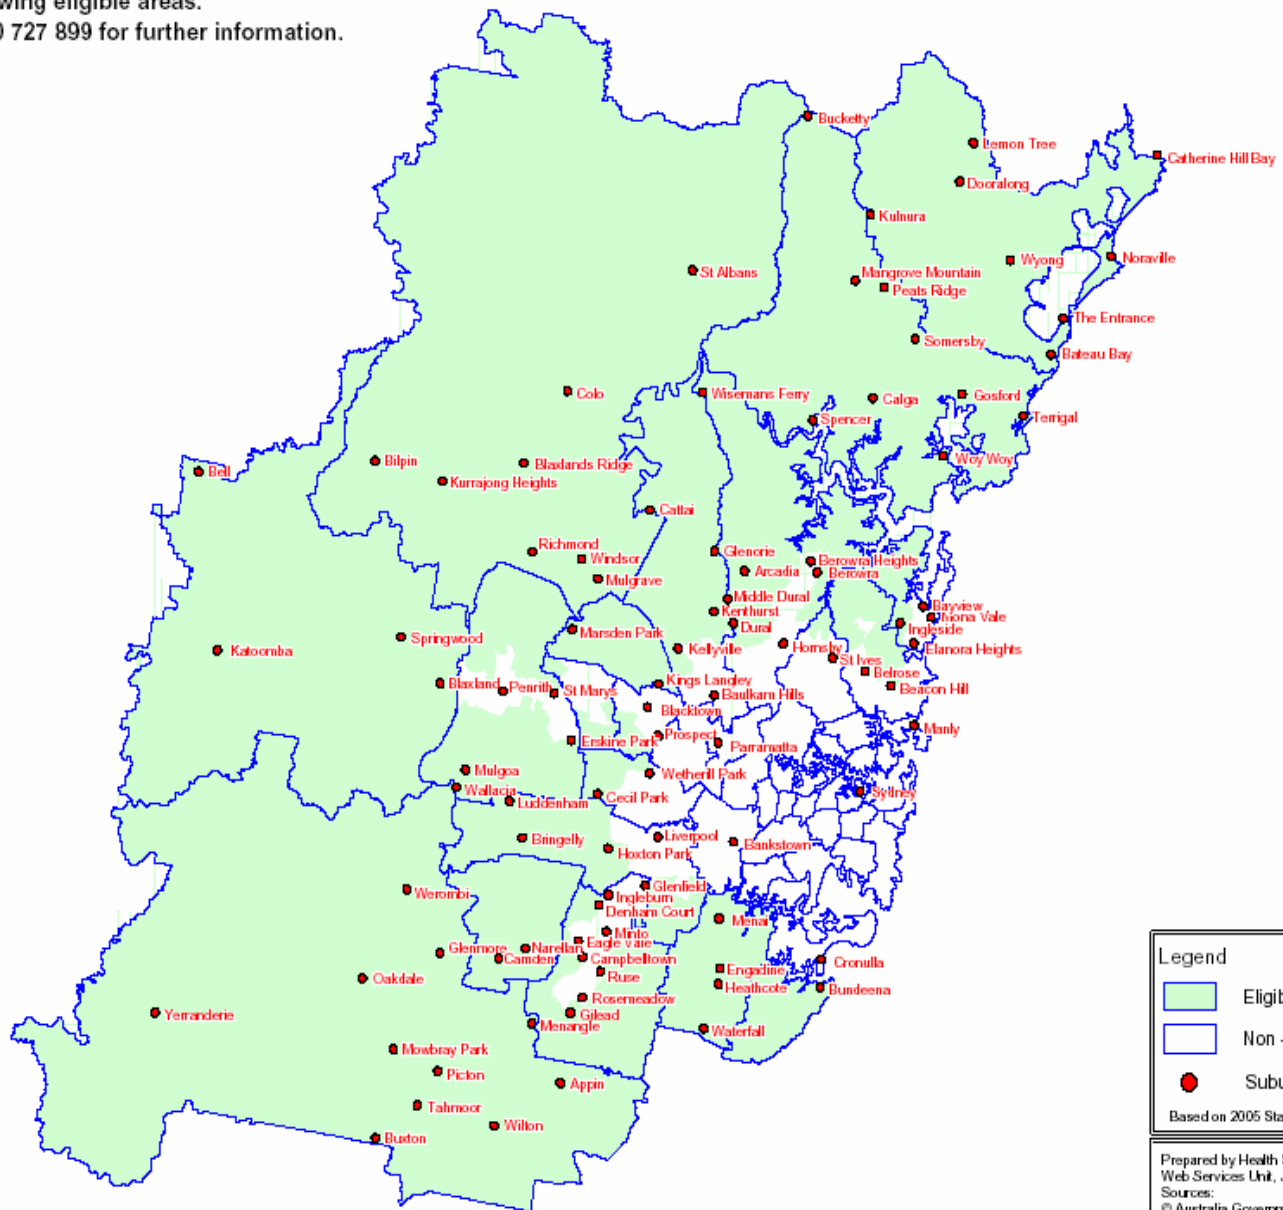 wing eligible areas.
727 899 for further information.
Bucketty
Lemon Tree
Catherine Hill Bay
Dooralong
Kulnura
Wyong
Noraville
St Albans
Mangrove Mountain
Peats Ridge
The Entrance
Somersby
Bateau Bay
Colo
Wisemans Ferry
Calga
Gosford
Spencer
Terrigal
Bilpin
Blaxlands Ridge
Woy Woy
Bell
Kurrajong Heights
Cattai
Richmond
Windsor
Glenorie
Berowra Heights
Mulgrave
Arcadia
Berowra
Middle Dural
Kenthurst
Bayview
Mona Vale
Marsden Park
Dural
Ingleside
Springwood
Katoomba
Kellyville
Hornsby
Elanora Heights
St Ives
Belrose
Blaxland
Penrith
St Marys
Kings Langley
Baulkam Hills
Beacon Hill
Blacktown
Manly
Erskine Park
Prospect
Parramatta
Mulgoa
Wetherill Park
Wallacia
Luddenham
Cecil Park
Sydney
Bringelly
Liverpool
Bankstown
Hoxton Park
Werombi
Glenfield
Ingleburn
Denham Court
Menai
Minto
Glenmore
Narellan
Eagle Vale
Camden
Campbelltown
Cronulla
Legend
Oakdale
Ruse
Engadine
Heathcote
Bundeena
Eligib
Rosemeadow
Yerranderie
Gilead
Menangle
Waterfall
Non -
Mowbray Park
Picton
Appin
Subu
Tahmoor
Wilton
Based on 2005 Sta
Buxton
Prepared by Health S
Web Services Unit,
Sources:
© Australia Governm